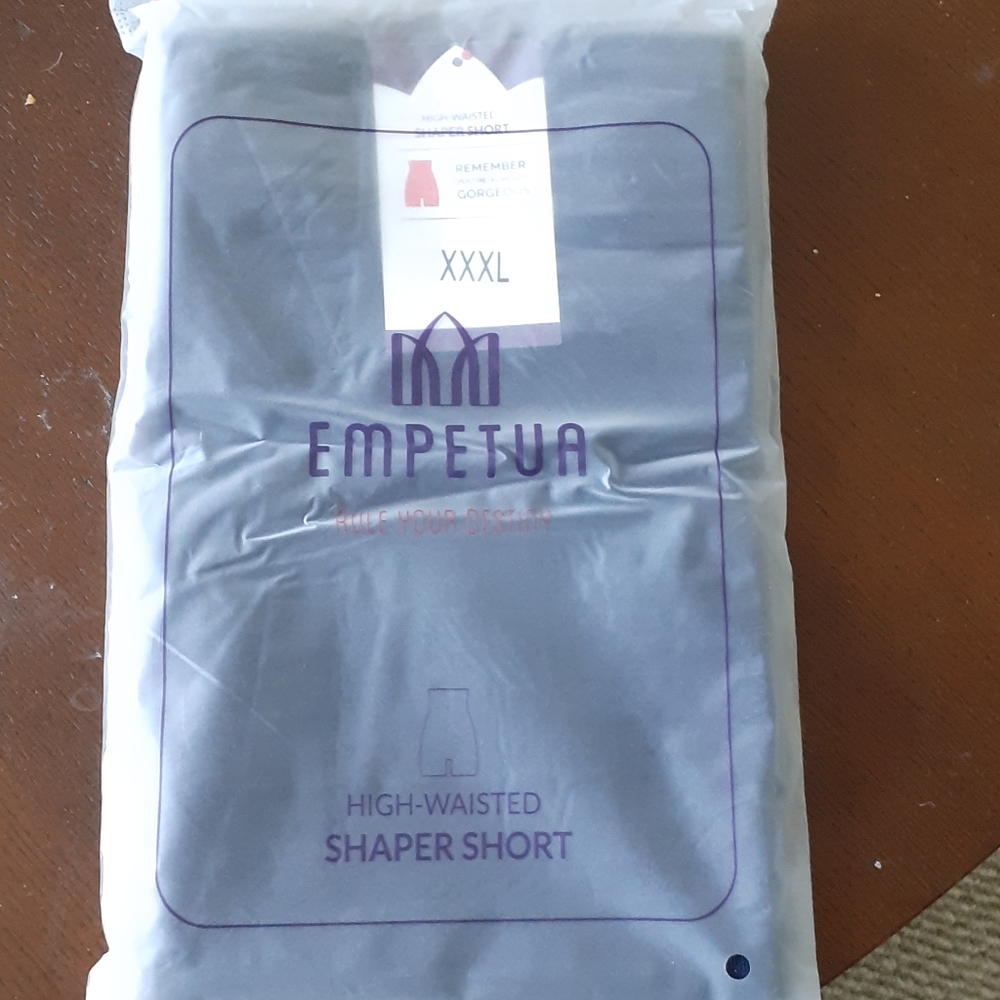 HIGH-WAISTED
SHAPER SHORT
REMEMBER
GORGEOUS
XXXL
EMPETUA
RULE YOUR DESTINY
HIGH-WAISTED
SHAPER SHORT